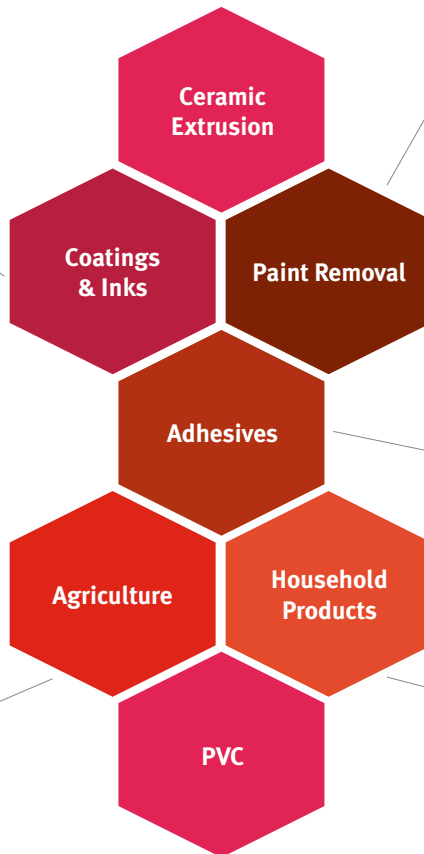 Ceramic
Extrusion
Coatings
& Inks
Paint Removal
Adhesives
Agriculture
Household
Products
PVC